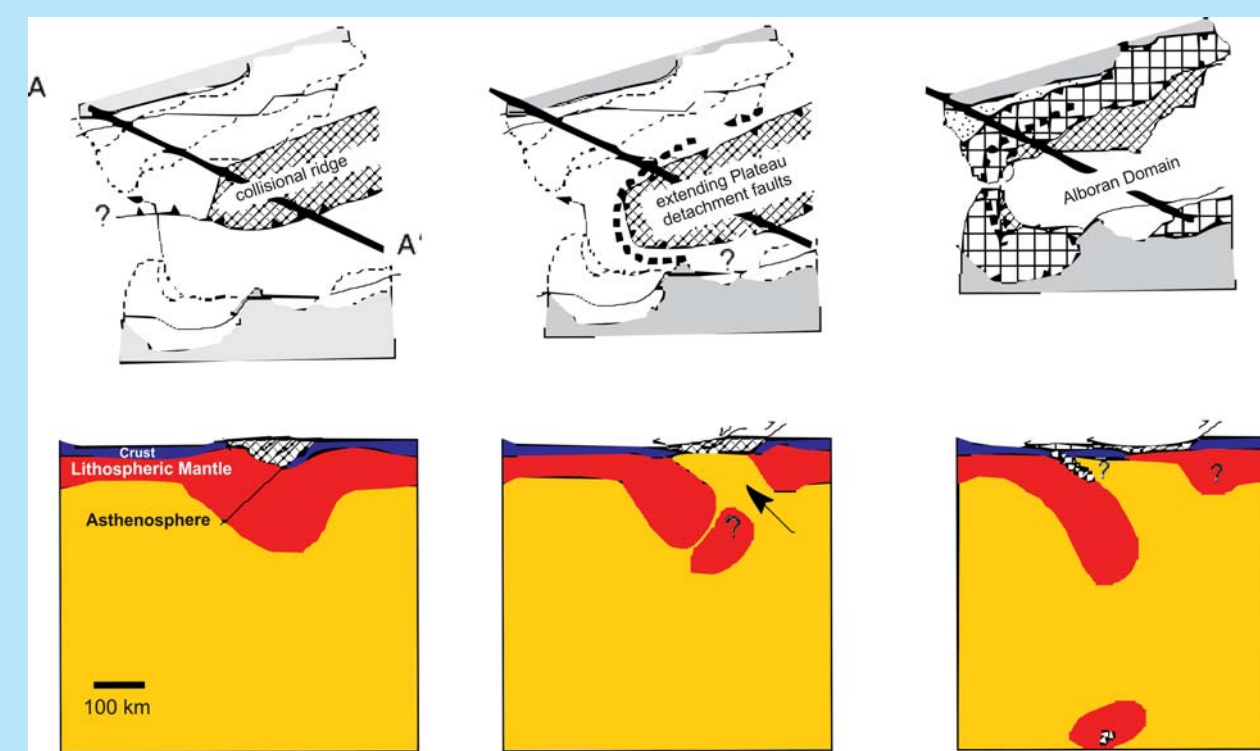 A
collisional ridge
?
A'
extending Plateau
detachment faults
?
Alboran Domain
Crust
Lithospheric Mantle
Asthenosphere
100 km
?
?
?